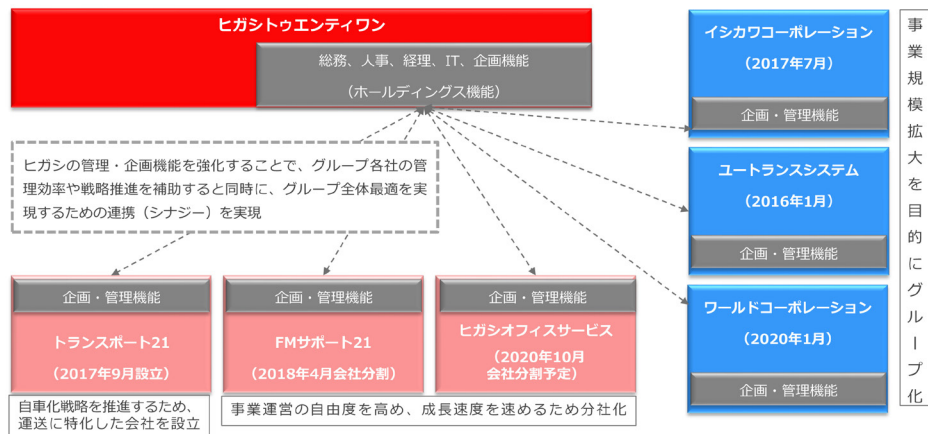 ヒガシトゥエンティワン
総務、人事、経理、IT、企画機能
（ホールディングス機能）
ヒガシの管理・企画機能を強化することで、グループ各社の管
理効率や戦略推進を補助すると同時に、グループ全体最適を実
現するための連携（シナジー）を実現
イシカワコーポレーション
（2017年7月）
企画・管理機能
ユートランスシステム
（2016年1月）
企画・管理機能
ワールドコーポレーション
（2020年1月）
企画・管理機能
事業規模拡大を目的にグループ化
企画・管理機能
トランスポート21
（2017年9月設立）
自車化戦略を推進するため、
運送に特化した会社を設立
企画・管理機能
FMサポート21
（2018年4月会社分割）
企画・管理機能
ヒガシオフィスサービス
（2020年10月
会社分割予定）
事業運営の自由度を高め、成長速度を速めるため分社化